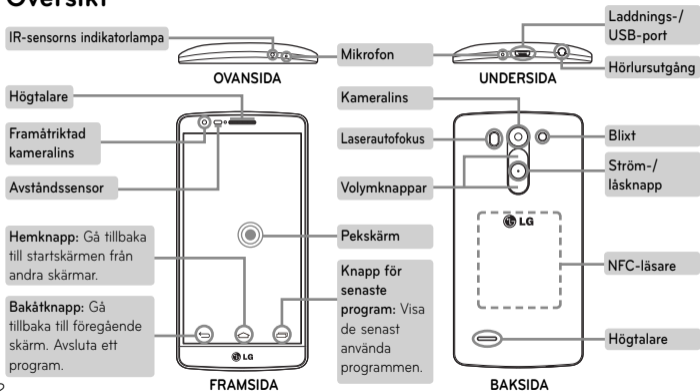 Översikt
IR-sensorns indikatorlampa
OVANSIDA
Mikrofon
UNDERSIDA
Laddnings-/
USB-port
Hörlursutgång
Högtalare
Framåtriktad
kameralins
Avståndssensor
Hemknapp: Gå tillbaka
till startskärmen från
andra skärmar.
Bakåtknapp: Gå
tillbaka till föregående
skärm. Avsluta ett
program.
LG
FRAMSIDA
Kameralins
Laserautofokus
Volymknappar
Pekskärm
Knapp för
senaste
program: Visa
de senast
använda
programmen.
Blixt
Ström-/
låsknapp
LG
NFC-läsare
Högtalare
BAKSIDA